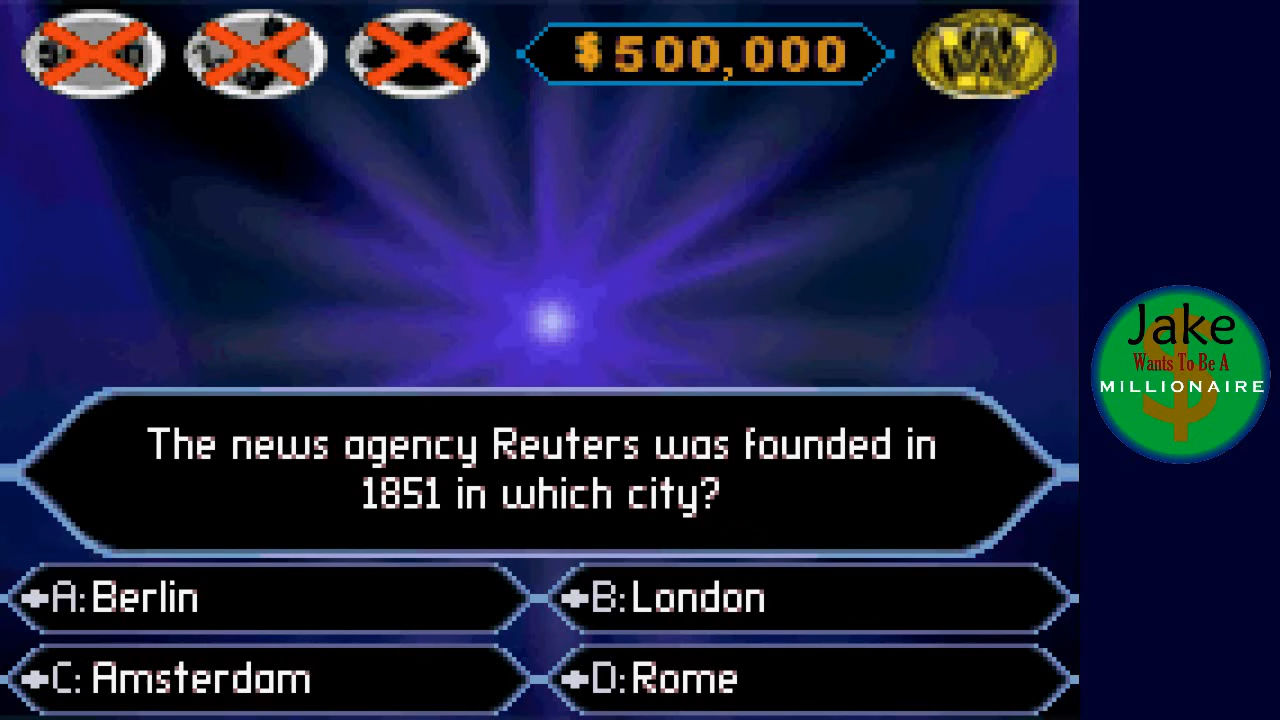 $500,000
The news agency Reuters was founded in
1851 in which city?
A: Berlin
B: London
C: Amsterdam
D: Rome
Jake
Wants To Be A
MILLIONAIRE